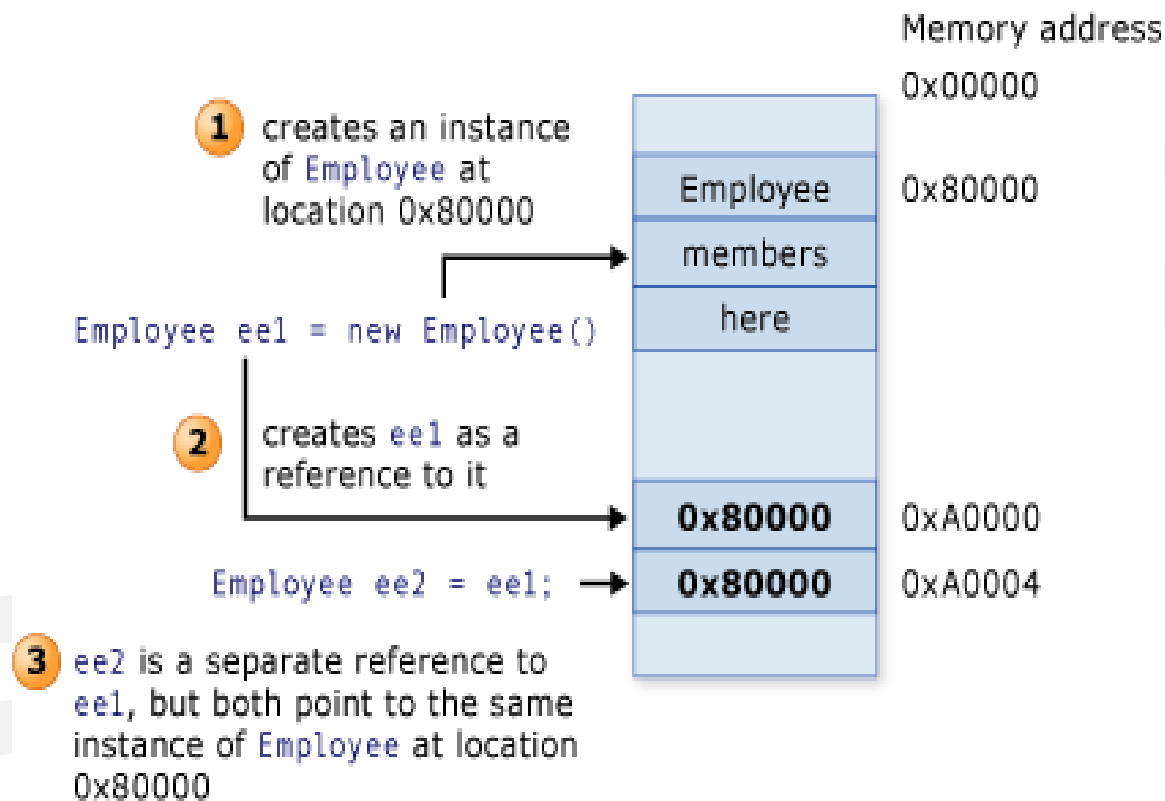 Memory address
0x00000
1 creates an instance
of Employee at
location 0x80000
Employee 0x80000
members
here
Employee ee1 = new Employee()
2 creates ee1 as a
reference to it
0x80000 0xA0000
Employee ee2 = ee1;
0x80000 0xA0004
3 ee2 is a separate reference to
ee1, but both point to the same
instance of Employee at location
0x80000